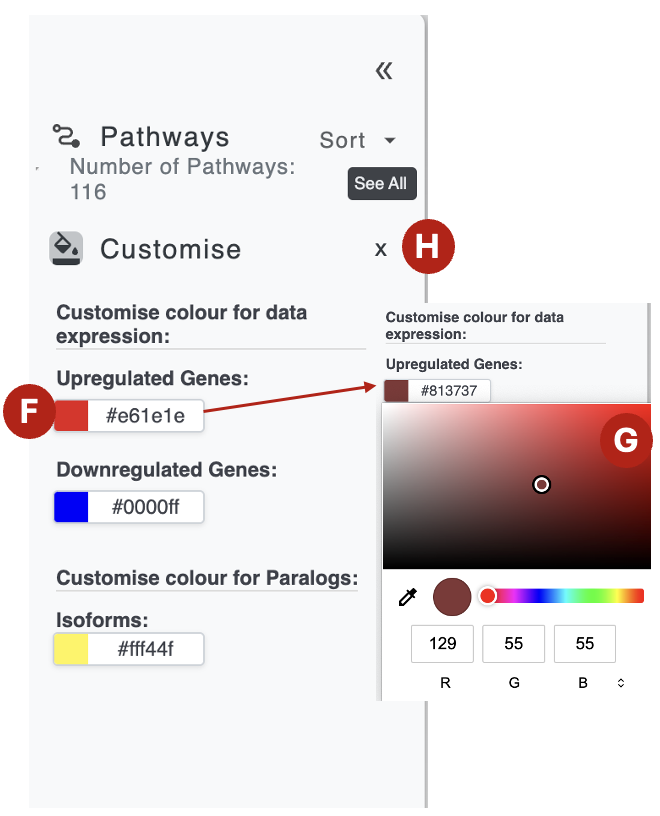 «
Pathways
Sort
Number of Pathways:
116
See All
Customise
x
H
Customise colour for data
expression:
Upregulated Genes:
F
#e61e1e
Downregulated Genes:
#0000ff
Customise colour for Paralogs:
Isoforms:
#fff44f
Customise colour for data
expression:
Upregulated Genes:
#813737
G
129 55 55
R G B